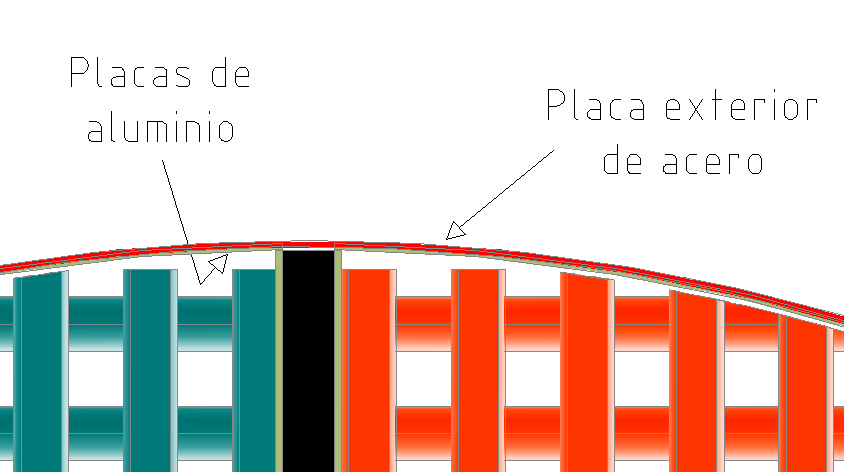 Placas de
aluminio
Placa exterior
de acero